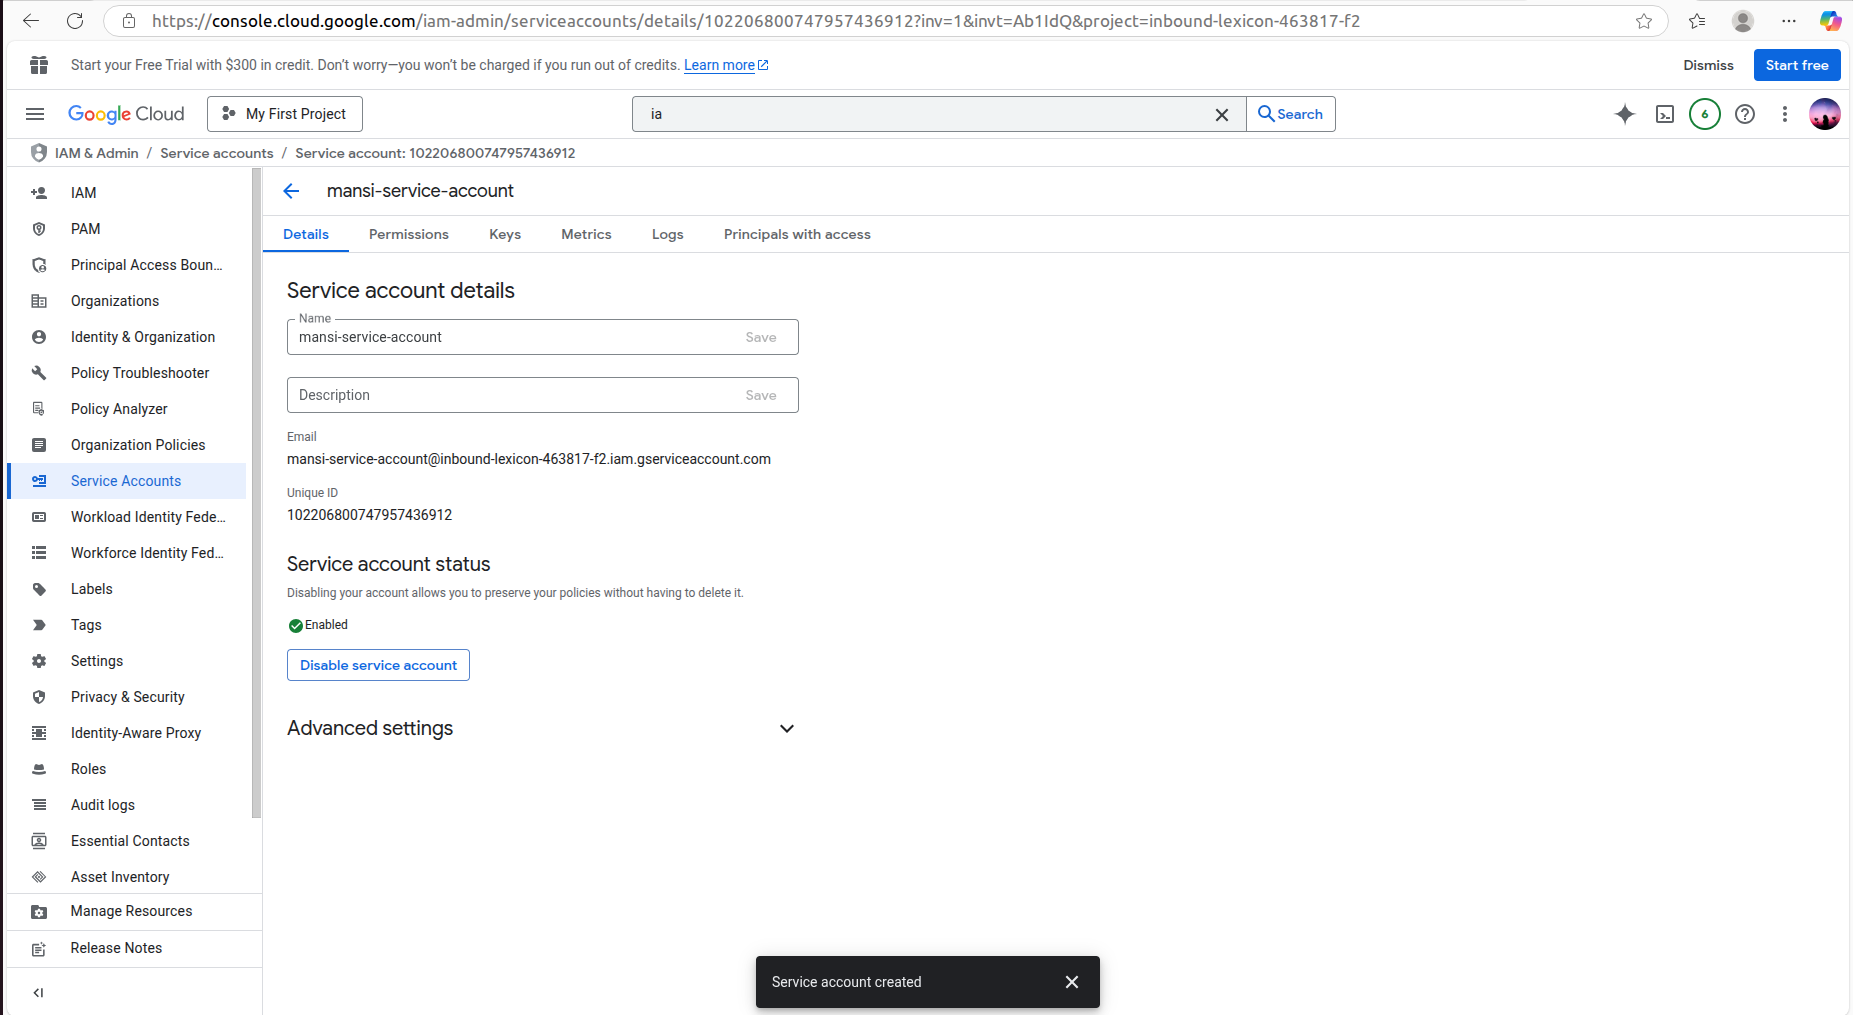 https://console.cloud.google.com/iam-admin/serviceaccounts/details/102206800747957436912?inv=1&invt=Ab1IdQ&project=inbound-lexicon-463817-f2
Start your Free Trial with $300 in credit. Don't worry—you won't be charged if you run out of credits. Learn more
Dismiss
Start free
Google Cloud
My First Project
ia
Search
6
IAM & Admin / Service accounts / Service account: 102206800747957436912
IAM
PAM
Principal Access Boun...
Organizations
Identity & Organization
Policy Troubleshooter
Policy Analyzer
Organization Policies
Service Accounts
Workload Identity Fede...
Workforce Identity Fed...
Labels
Tags
Settings
Privacy & Security
Identity-Aware Proxy
Roles
Audit logs
Essential Contacts
Asset Inventory
Manage Resources
Release Notes
mansi-service-account
Details Permissions Keys Metrics Logs Principals with access
Service account details
Name
mansi-service-account Save
Description Save
Email
mansi-service-account@inbound-lexicon-463817-f2.iam.gserviceaccount.com
Unique ID
102206800747957436912
Service account status
Disabling your account allows you to preserve your policies without having to delete it.
Enabled
Disable service account
Advanced settings
Service account created